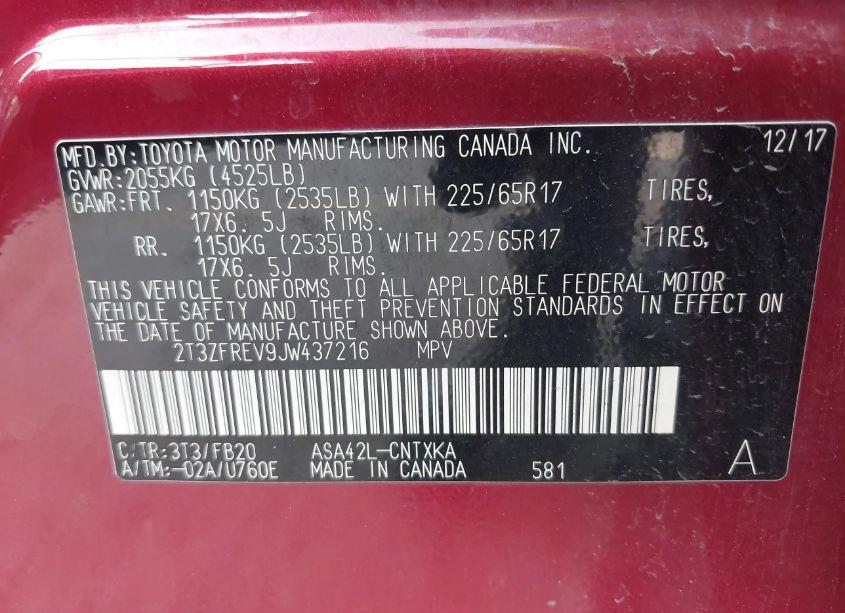 MFD.BY:TOYOTA MOTOR MANUFACTURING CANADA INC. 12/17
GVWR:2055KG (4525LB)
GAWR:FRT. 1150KG (2535LB) WITH 225/65R17 TIRES,
17X6.5J RIMS.
RR. 1150KG (2535LB) WITH 225/65R17 TIRES,
17X6.5J RIMS.
THIS VEHICLE CONFORMS TO ALL APPLICABLE FEDERAL MOTOR
VEHICLE SAFETY AND THEFT PREVENTION STANDARDS IN EFFECT ON
THE DATE OF MANUFACTURE SHOWN ABOVE.
2T3ZFREV9JW437216 MPV
C/TR:3T3/FB20 ASA42L-CNTXKA
A/TM:-02A/U760E MADE IN CANADA 581 A